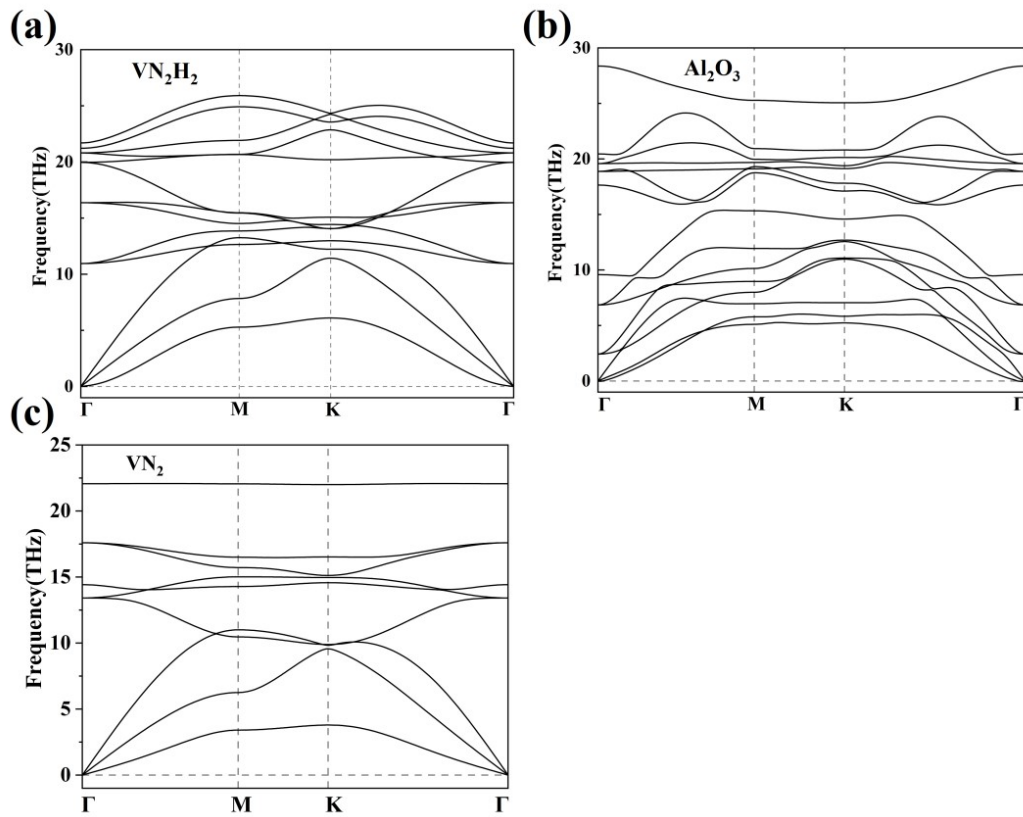 (a)
VN₂H₂
Frequency(THz)
30
20
10
0
Γ
M
K
Γ
(b)
Al₂O₃
Frequency(THz)
30
20
10
0
Γ
M
K
Γ
(c)
VN₂
Frequency(THz)
25
20
15
10
5
0
Γ
M
K
Γ